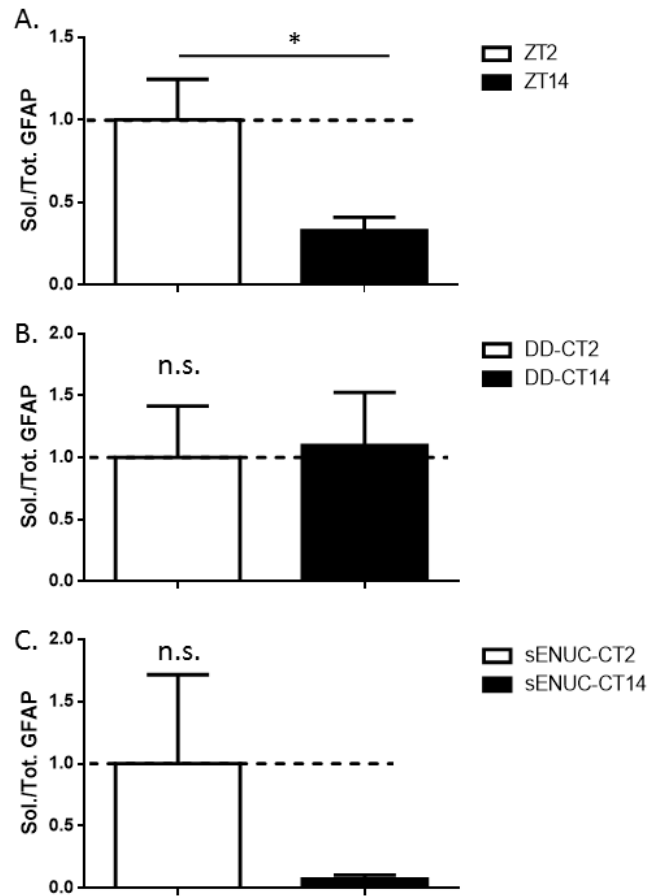 A.
1.5
1.0
0.5
0.0
Sol./Tot. GFAP
*
ZT2
ZT14
B.
2.0
1.5
1.0
0.5
0.0
Sol./Tot. GFAP
n.s.
DD-CT2
DD-CT14
C.
2.0
1.5
1.0
0.5
0.0
Sol./Tot. GFAP
n.s.
sENUC-CT2
sENUC-CT14